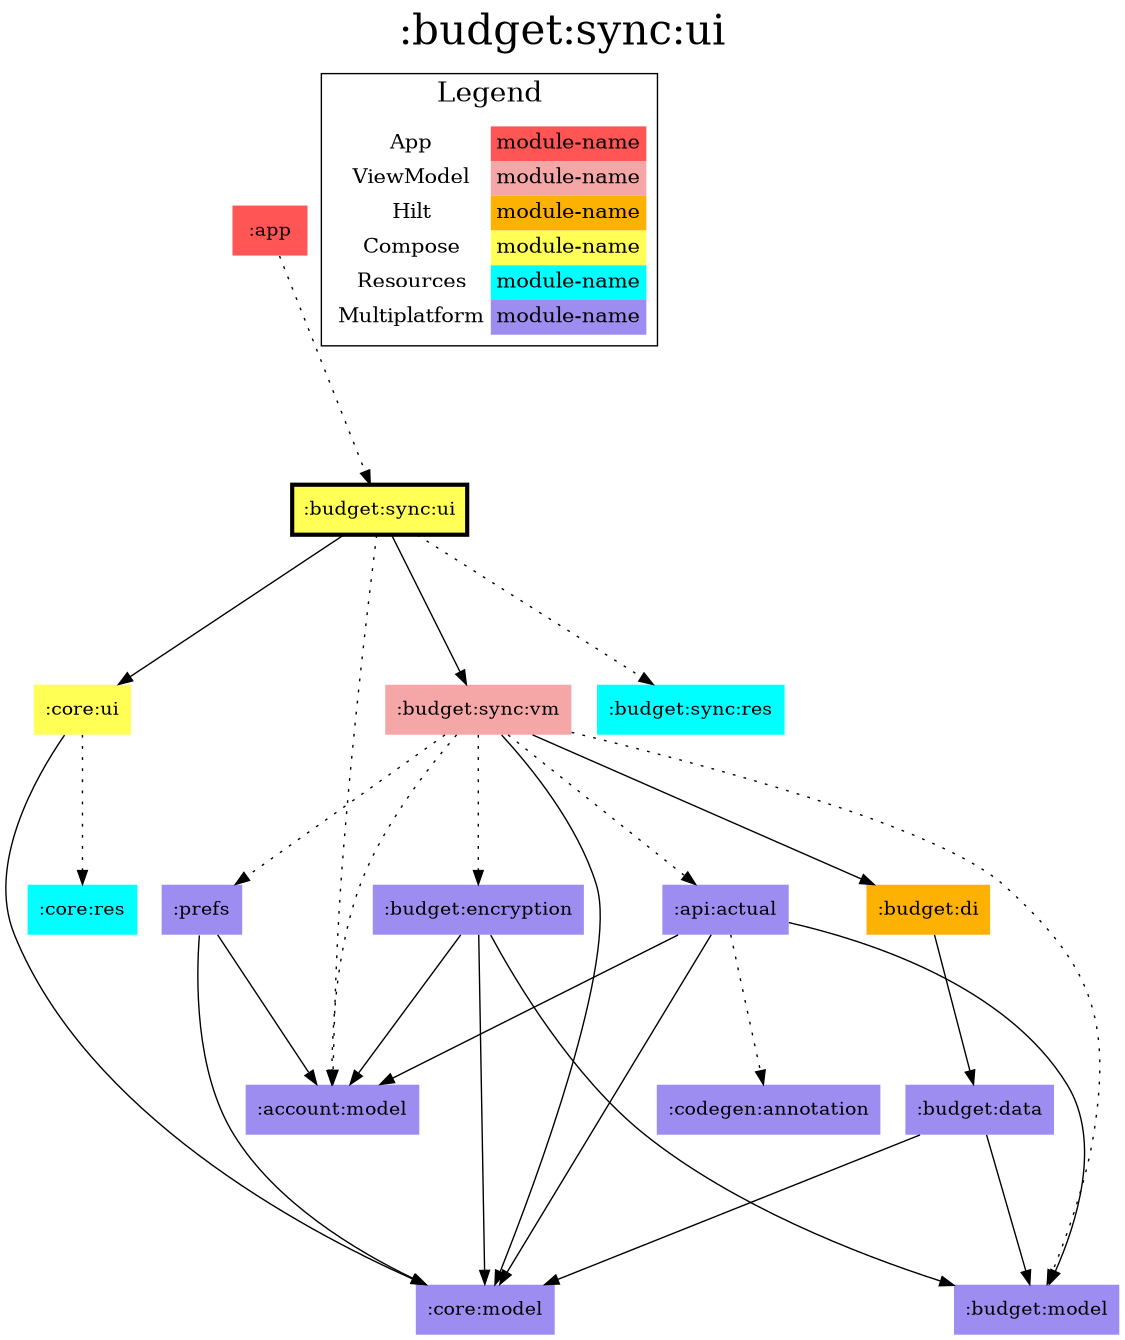 :budget:sync:ui
Legend
App module-name
ViewModel module-name
Hilt module-name
Compose module-name
Resources module-name
Multiplatform module-name
:app
:budget:sync:ui
:core:ui
:budget:sync:vm
:budget:sync:res
:core:res
:prefs
:budget:encryption
:api:actual
:budget:di
:account:model
:codegen:annotation
:budget:data
:core:model
:budget:model